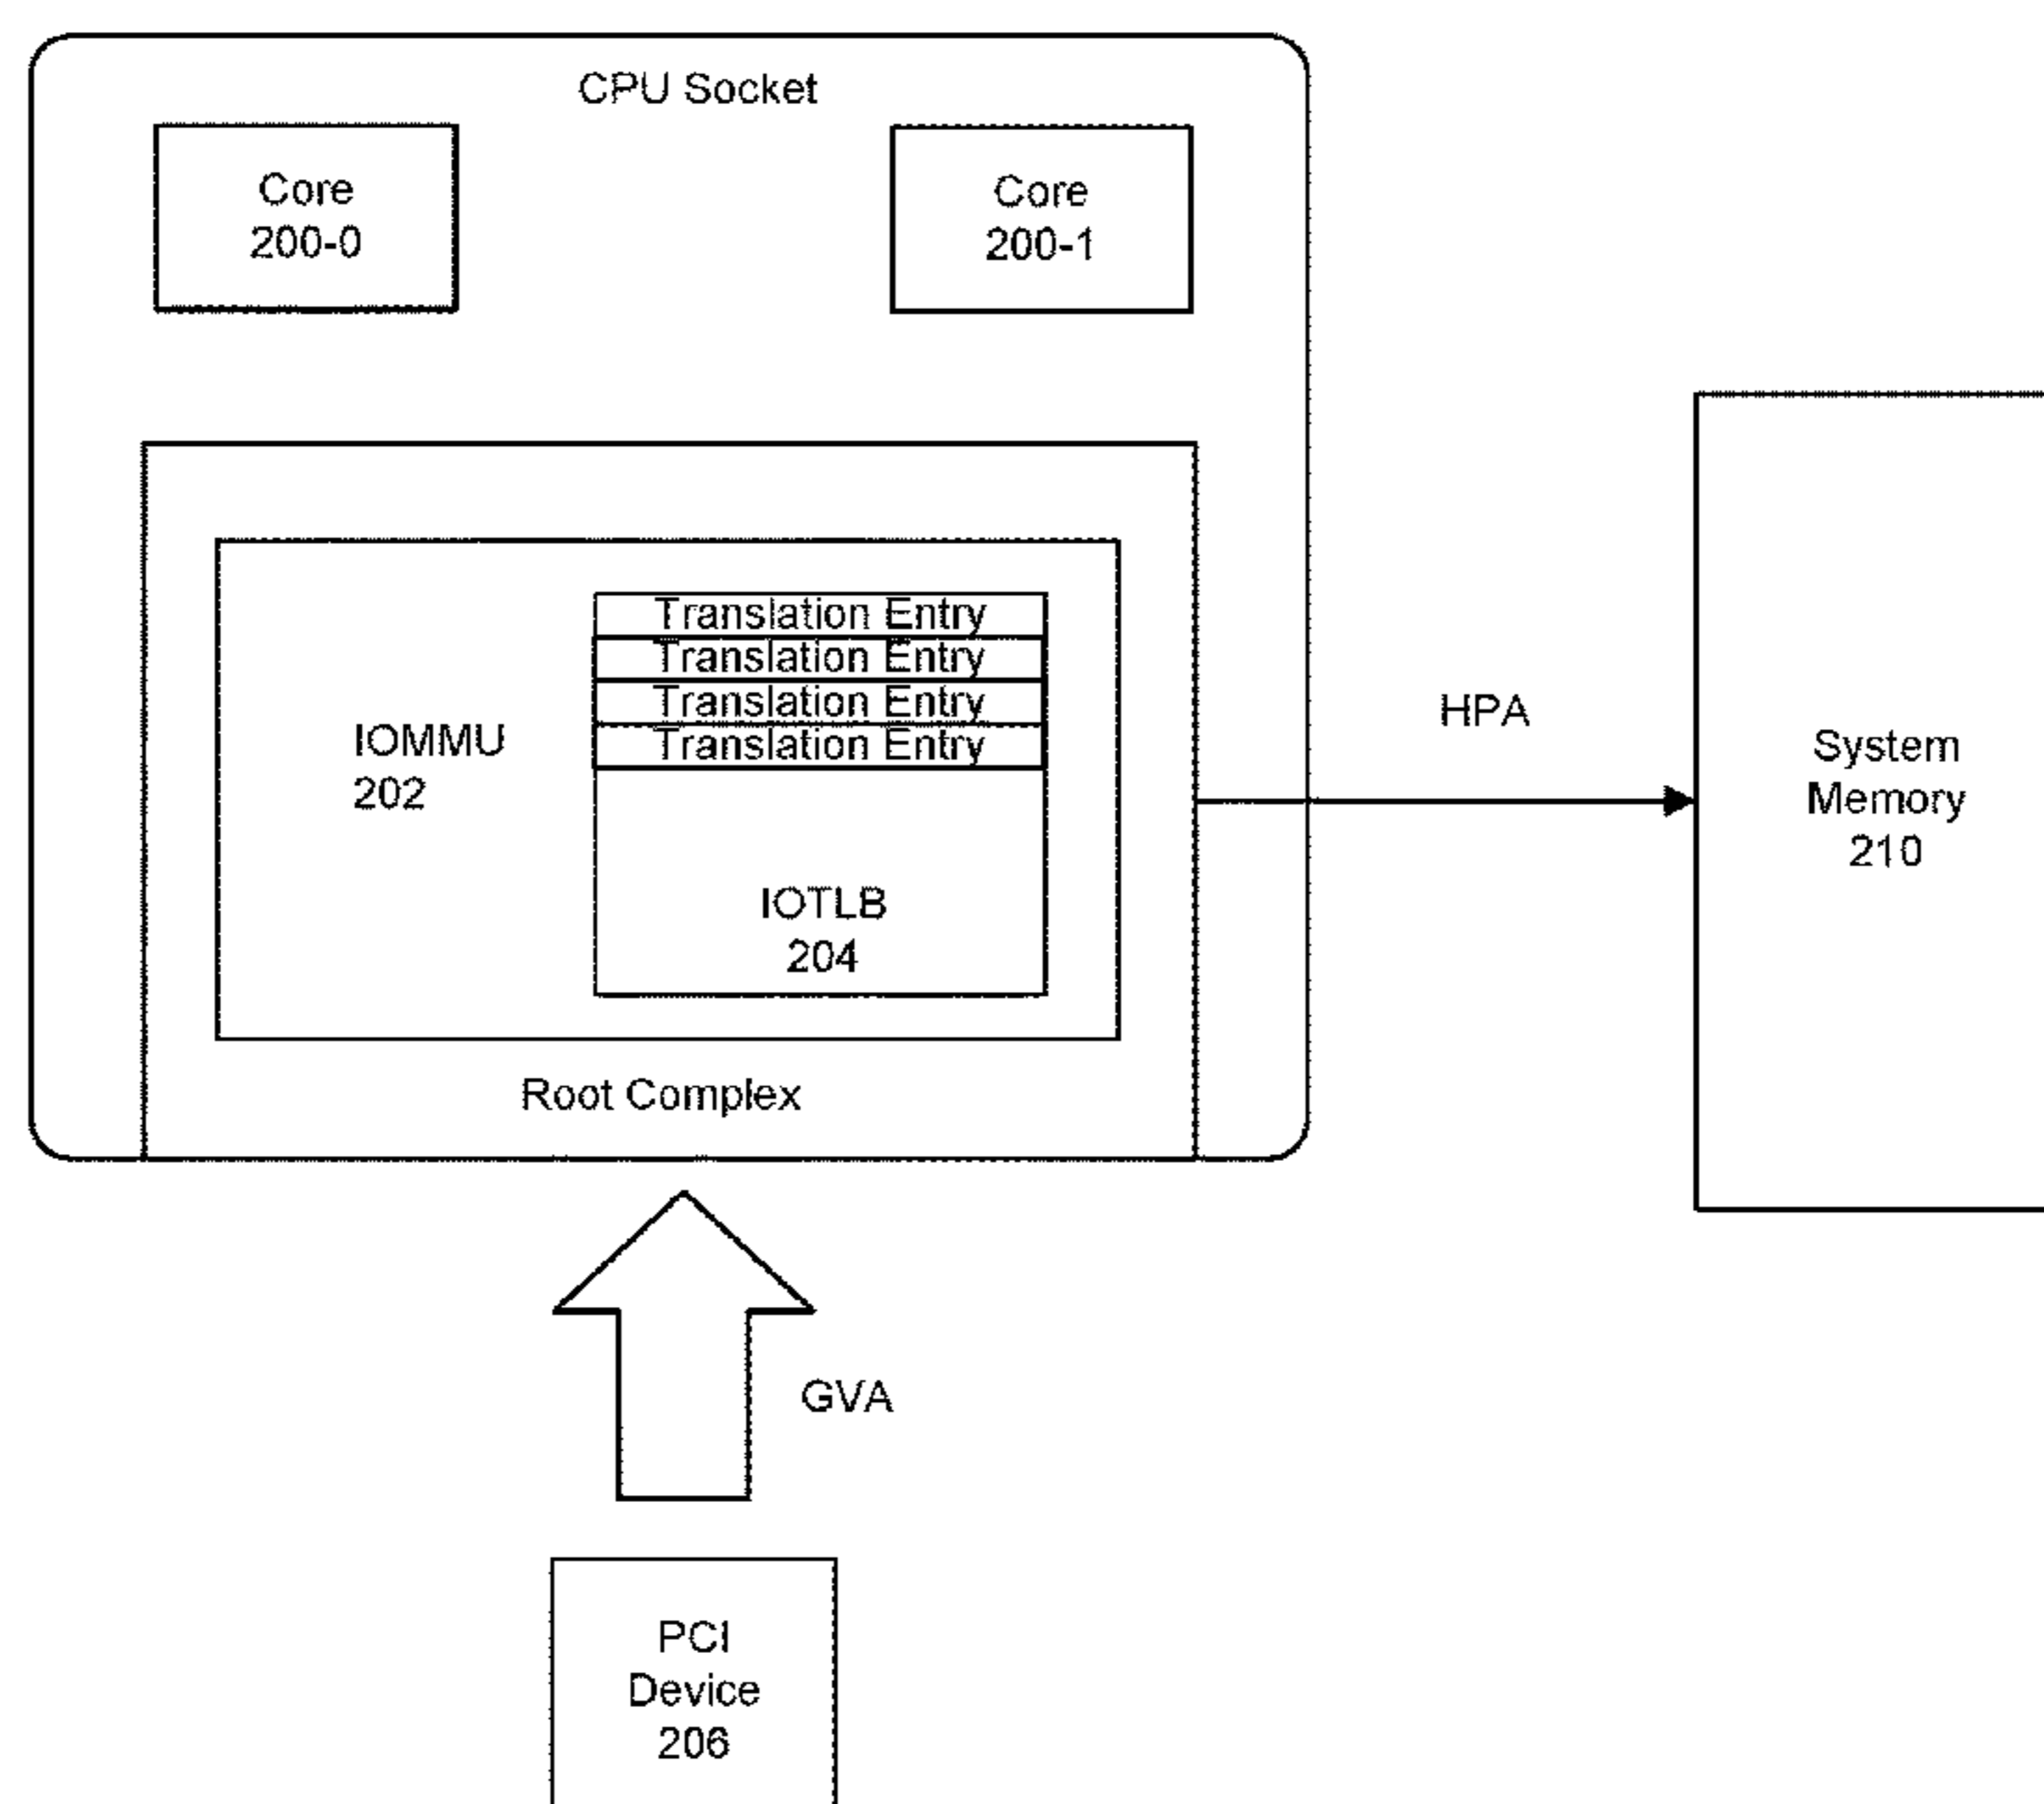 CPU Socket
Core
200-0
Core
200-1
Translation Entry
Translation Entry
Translation Entry
Translation Entry
IOMMU
202
IOTLB
204
Root Complex
HPA
System
Memory
210
GVA
PCI
Device
206